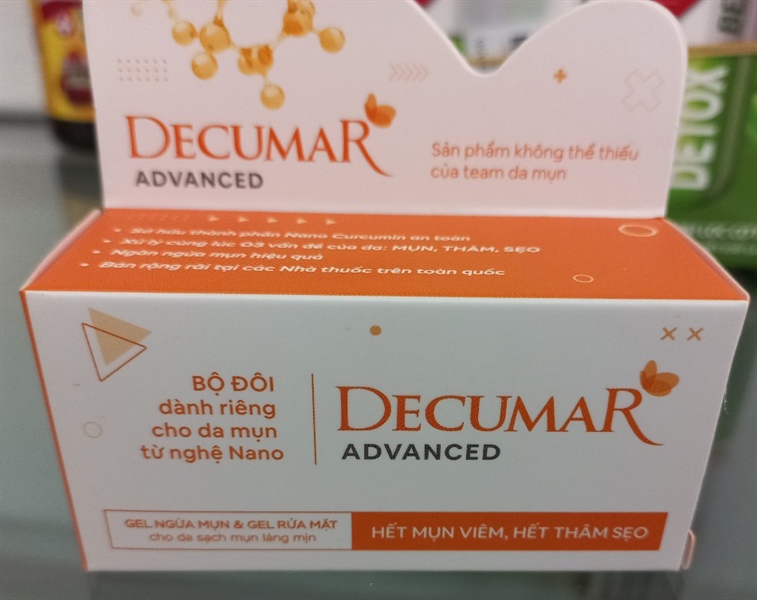 DECUMAR
ADVANCED
Sản phẩm không thể thiếu
của team da mụn
DETOX
• Sở hữu thành phần Nano Curcumin an toàn
• Xử lý cùng lúc 03 vấn đề của da: MỤN, THÂM, SẸO
• Ngăn ngừa mụn hiệu quả
• Bán rộng rãi tại các Nhà thuốc trên toàn quốc
BỘ ĐÔI
dành riêng
cho da mụn
từ nghệ Nano
DECUMAR
ADVANCED
GEL NGỪA MỤN & GEL RỬA MẶT
cho da sạch mụn láng mịn
HẾT MỤN VIÊM, HẾT THÂM SẸO